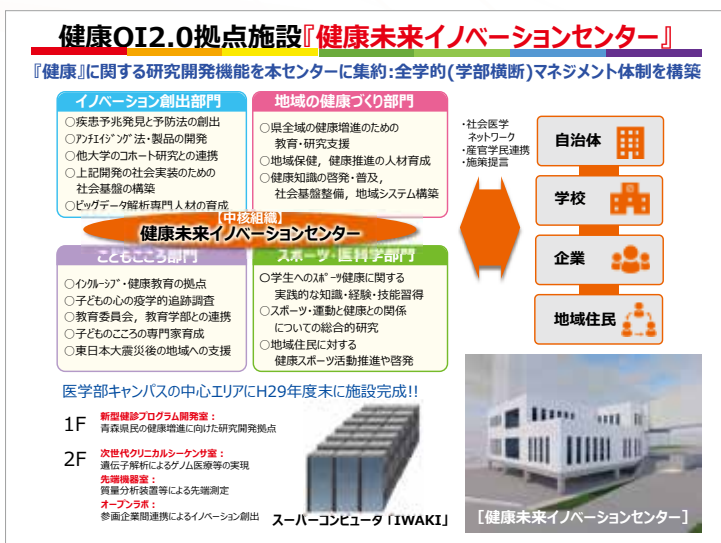 健康OI2.0拠点施設『健康未来イノベーションセンター』
『健康』に関する研究開発機能を本センターに集約:全学的(学部横断)マネジメント体制を構築
イノベーション創出部門
○疾患予兆発見と予防法の創出
○アンチエイジング法・製品の開発
○他大学のコホート研究との連携
○上記開発の社会実装のための
社会基盤の構築
○ビッグデータ解析専門人材の育成
地域の健康づくり部門
○県全域の健康増進のための
教育・研究支援
○地域保健，健康推進の人材育成
○健康知識の啓発・普及，
社会基盤整備，地域システム構築
【中核組織】
健康未来イノベーションセンター
こどもこころ部門
○インクルーシブ・健康教育の拠点
○子どもの心の疫学的追跡調査
○教育委員会，教育学部との連携
○子どものこころの専門家育成
○東日本大震災後の地域への支援
スポーツ・医科学部門
○学生へのスポーツ健康に関する
実践的な知識・経験・技能習得
○スポーツ・運動と健康との関係
についての総合的研究
○地域住民に対する
健康スポーツ活動推進や啓発
・社会医学
ネットワーク
・産官学民連携
・施策提言
自治体
学校
企業
地域住民
医学部キャンパスの中心エリアにH29年度末に施設完成!!
1F 新型健診プログラム開発室：
青森県民の健康増進に向けた研究開発拠点
2F 次世代クリニカルシーケンサ室：
遺伝子解析によるゲノム医療等の実現
先端機器室：
質量分析装置等による先端測定
オープンラボ：
参画企業間連携によるイノベーション創出
スーパーコンピュータ「IWAKI」
［健康未来イノベーションセンター］